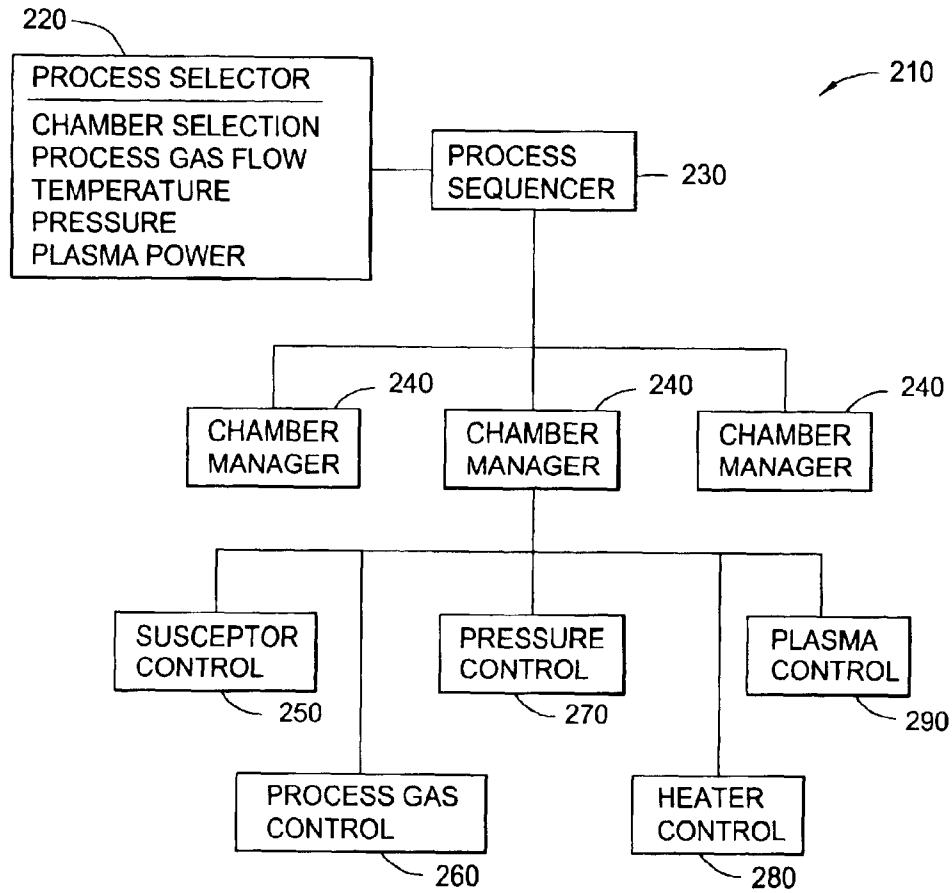 220
PROCESS SELECTOR
CHAMBER SELECTION
PROCESS GAS FLOW
TEMPERATURE
PRESSURE
PLASMA POWER
210
PROCESS
SEQUENCER
230
240
CHAMBER
MANAGER
240
CHAMBER
MANAGER
240
CHAMBER
MANAGER
SUSCEPTOR
CONTROL
250
PRESSURE
CONTROL
270
PLASMA
CONTROL
290
PROCESS GAS
CONTROL
260
HEATER
CONTROL
280